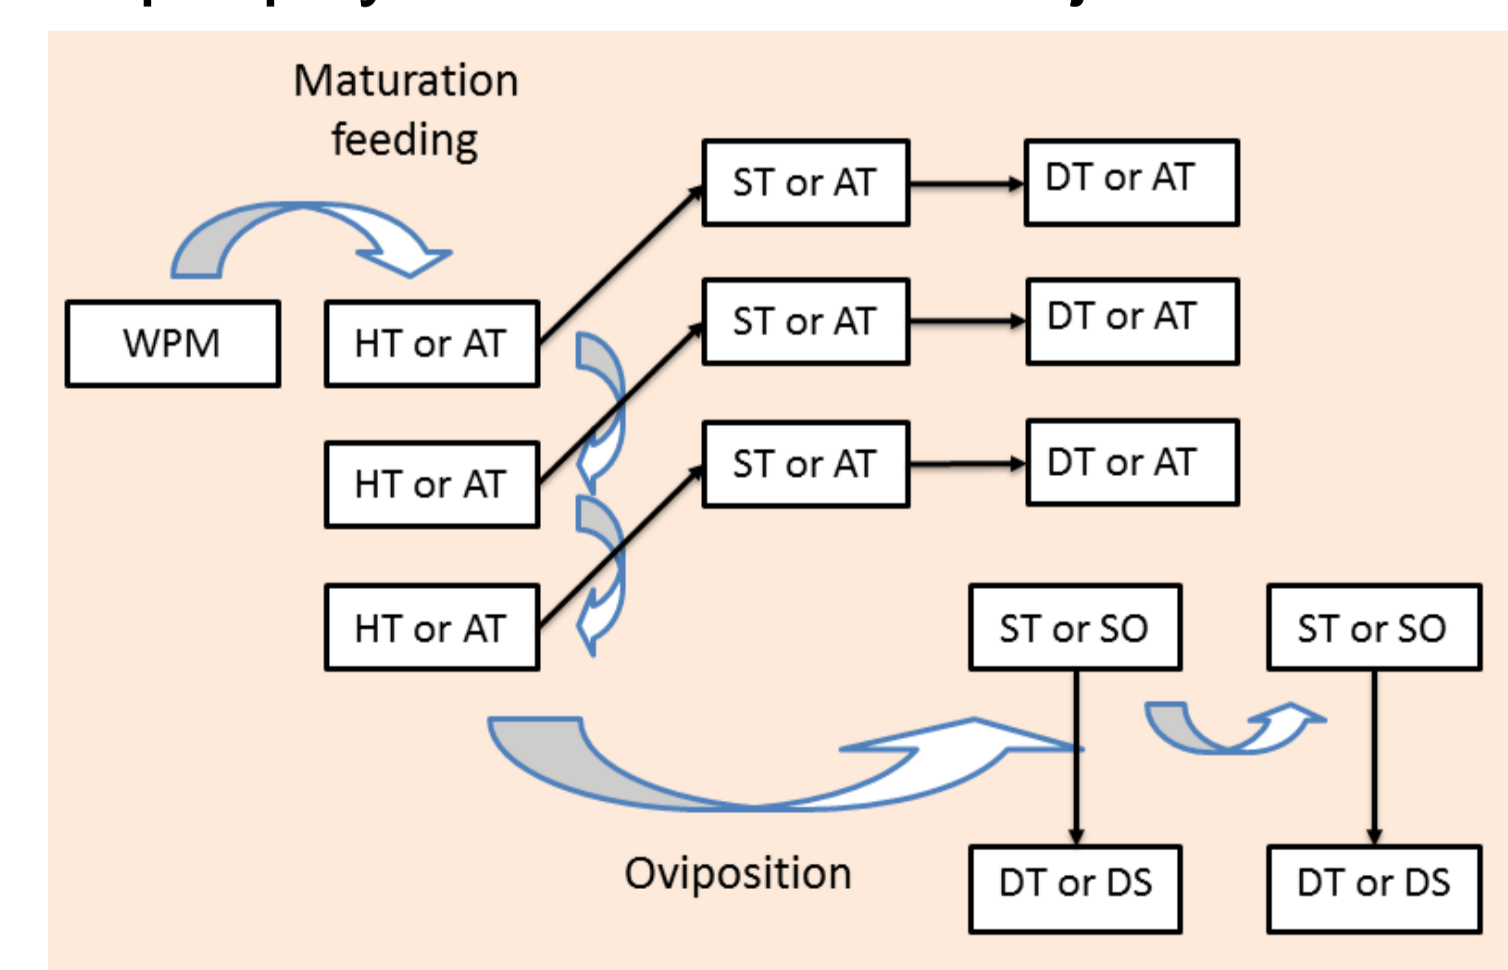 Maturation
feeding
ST or AT
DT or AT
ST or AT
DT or AT
WPM
HT or AT
ST or AT
DT or AT
HT or AT
HT or AT
ST or SO
ST or SO
Oviposition
DT or DS
DT or DS